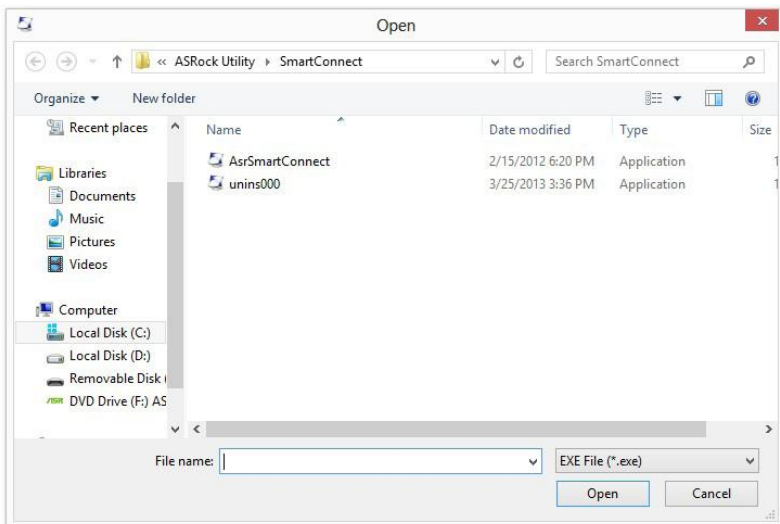 Open
« ASRock Utility ▸ SmartConnect
Search SmartConnect
Organize
New folder
Recent places
Libraries
Documents
Music
Pictures
Videos
Computer
Local Disk (C:)
Local Disk (D:)
Removable Disk (
DVD Drive (F:) AS
Name Date modified Type Size
AsrSmartConnect 2/15/2012 6:20 PM Application 1
unins000 3/25/2013 3:36 PM Application 1
File name:
EXE File (*.exe)
Open Cancel